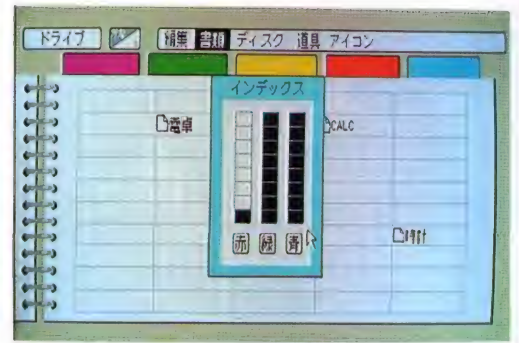 ドライブ 編集 書類 ディスク 道具 アイコン
インデックス
電卓
CALC
時計
赤 緑 青